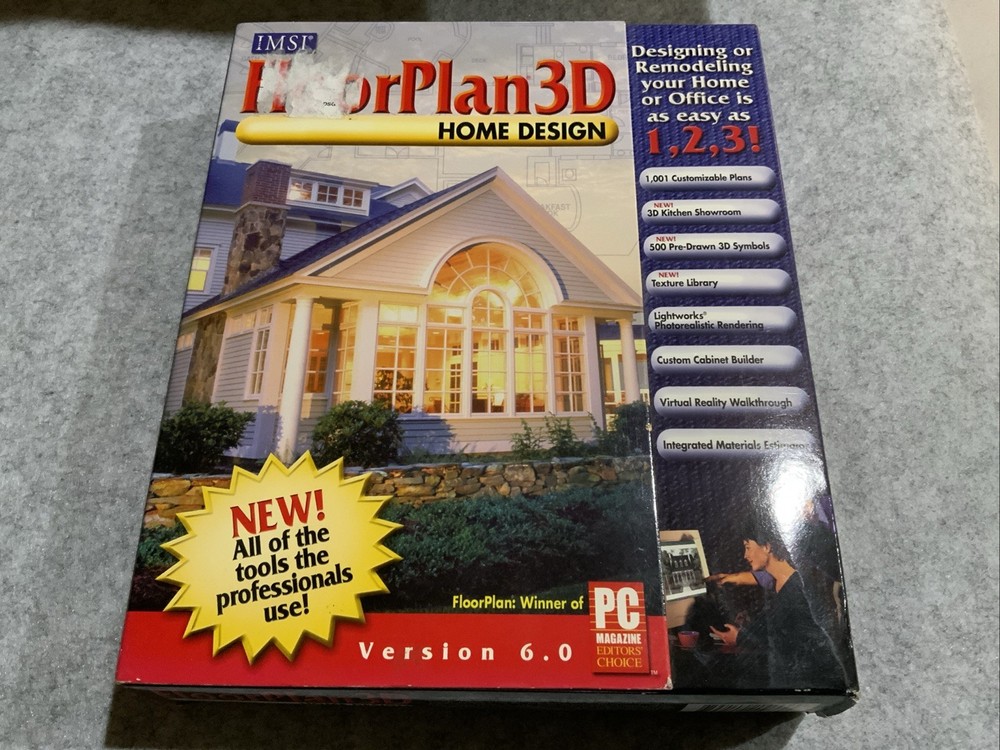 IMSI®
FloorPlan3D
HOME DESIGN
Designing or
Remodeling
your Home
or Office is
as easy as
1,2,3!
1,001 Customizable Plans
NEW!
3D Kitchen Showroom
NEW!
500 Pre-Drawn 3D Symbols
NEW!
Texture Library
Lightworks®
Photorealistic Rendering
Custom Cabinet Builder
Virtual Reality Walkthrough
Integrated Materials Estimator
NEW!
All of the
tools the
professionals
use!
FloorPlan: Winner of
PC
MAGAZINE
EDITORS'
CHOICE
TM
Version 6.0